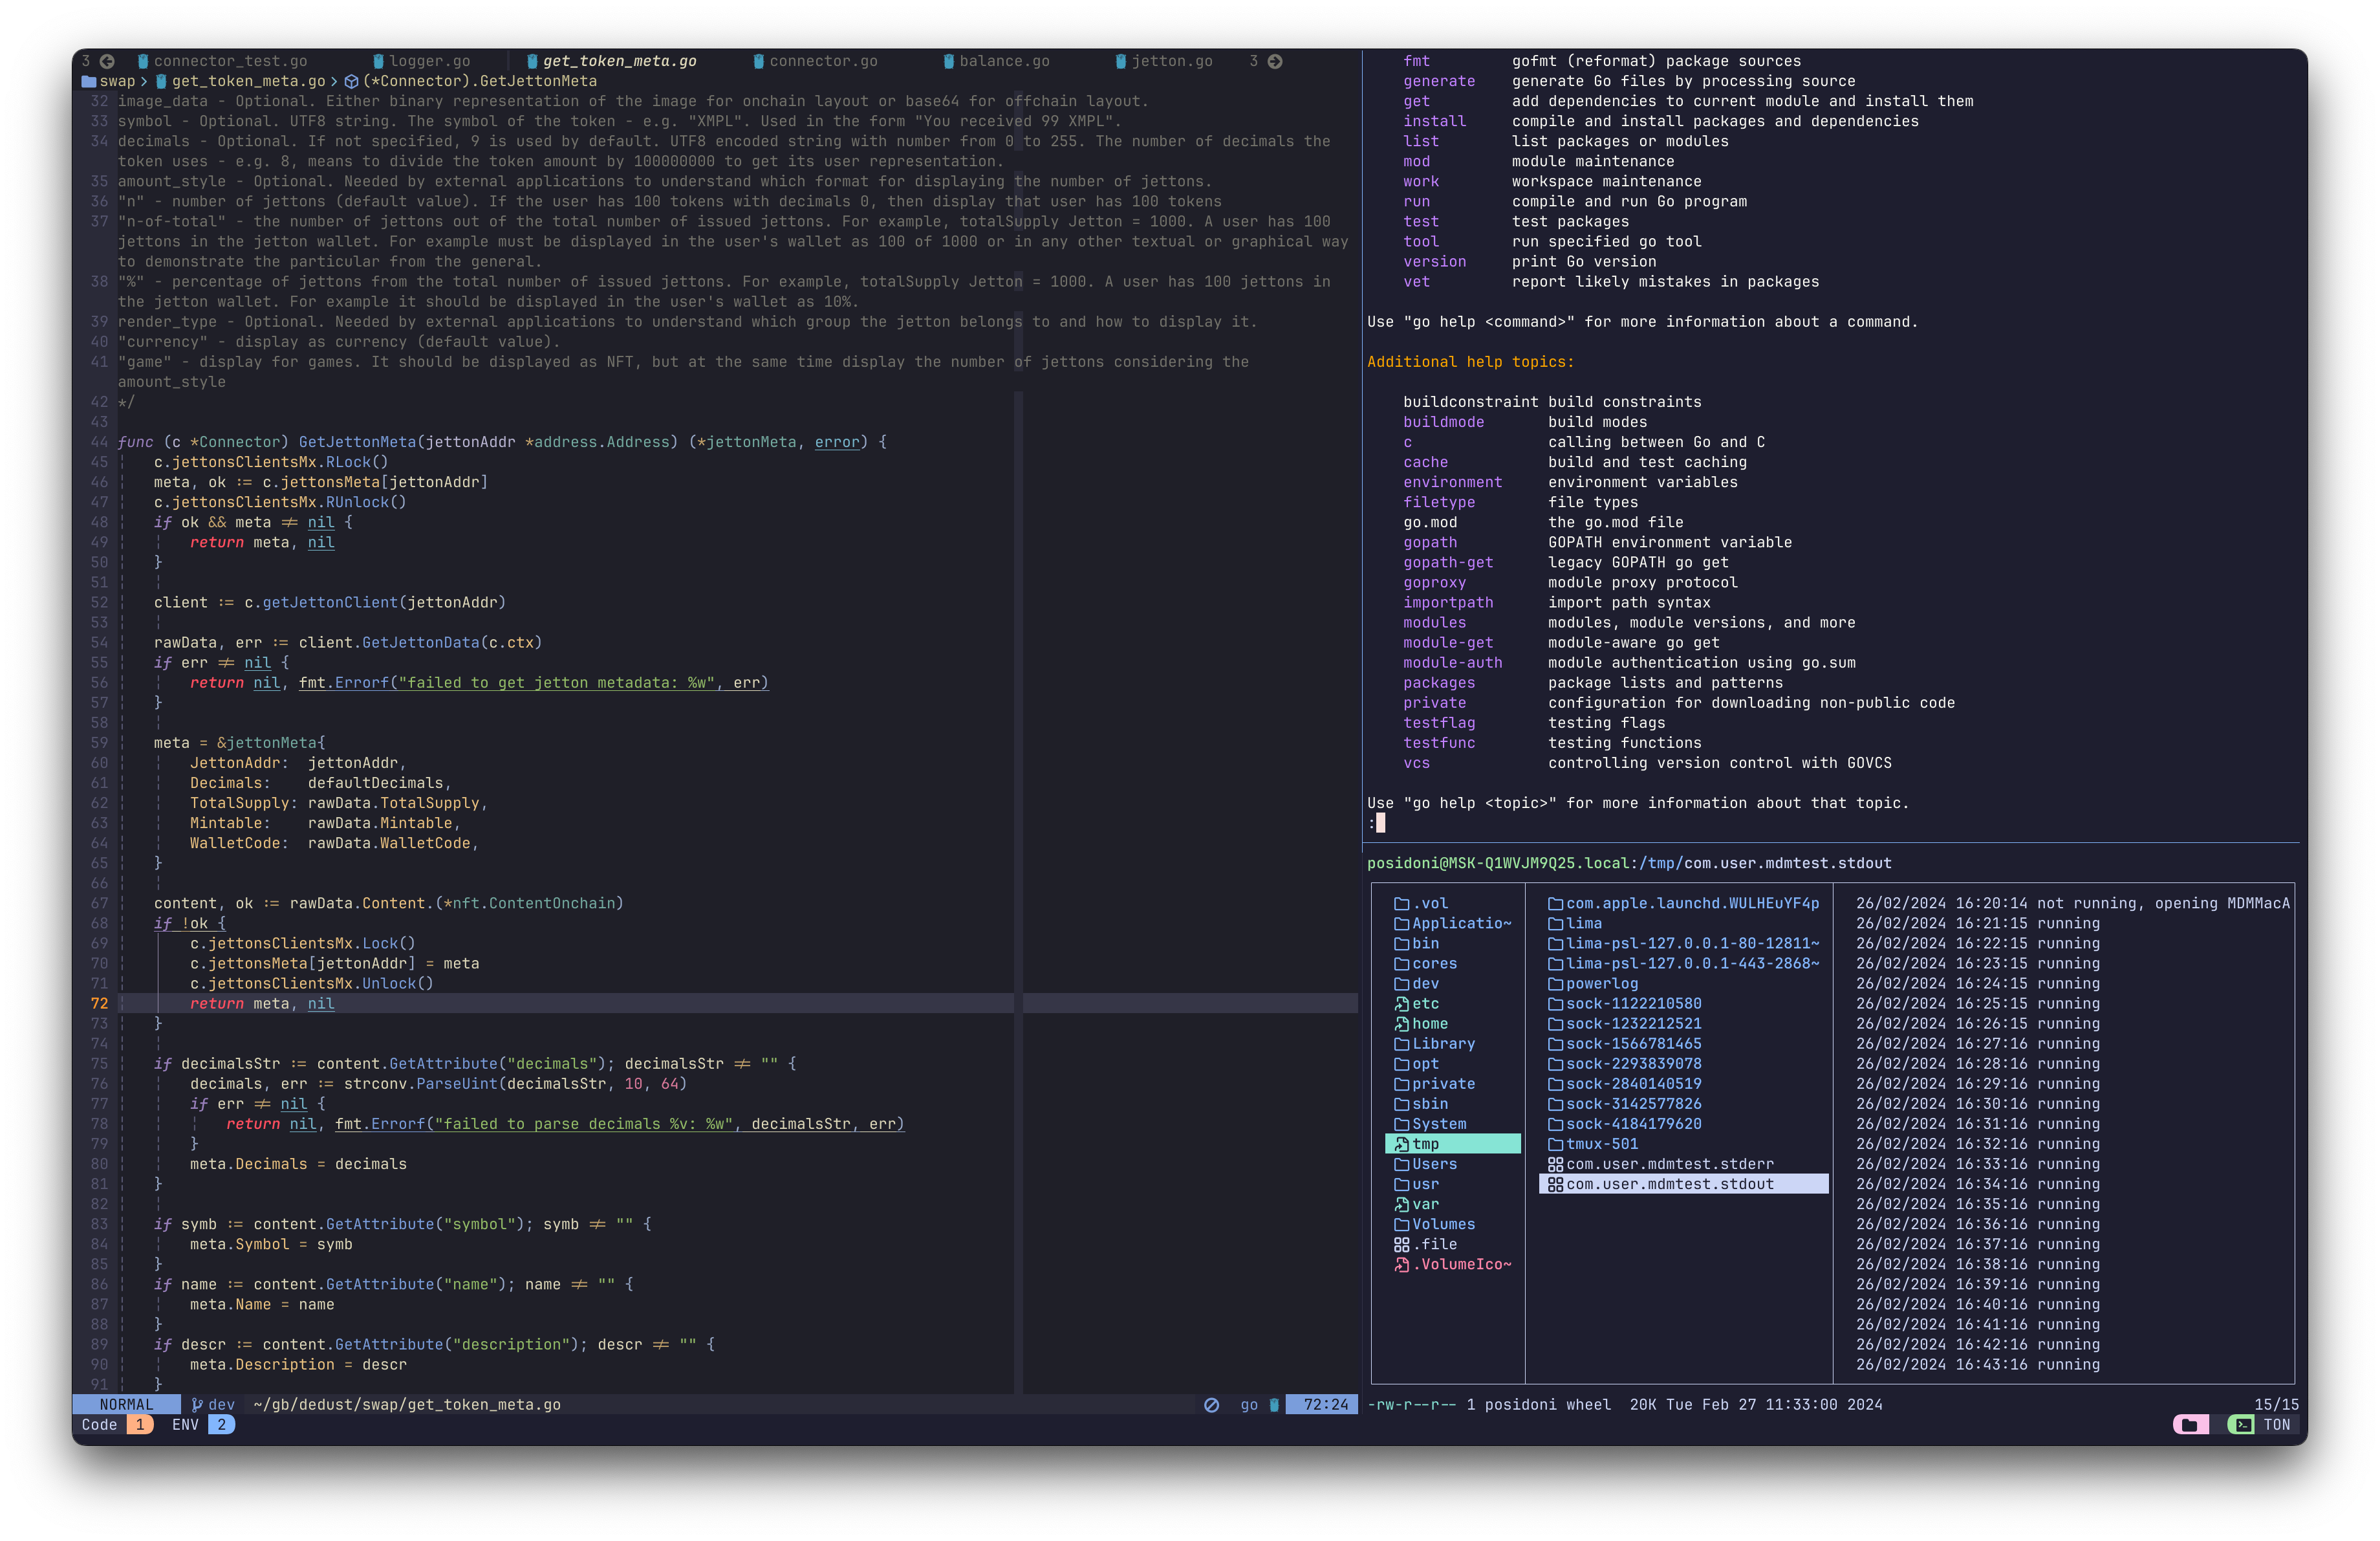 3 connector_test.go logger.go get_token_meta.go connector.go balance.go jetton.go 3
swap > get_token_meta.go > (*Connector).GetJettonMeta
32 image_data - Optional. Either binary representation of the image for onchain layout or base64 for offchain layout.
33 symbol - Optional. UTF8 string. The symbol of the token - e.g. "XMPL". Used in the form "You received 99 XMPL".
34 decimals - Optional. If not specified, 9 is used by default. UTF8 encoded string with number from 0 to 255. The number of decimals the
token uses - e.g. 8, means to divide the token amount by 100000000 to get its user representation.
35 amount_style - Optional. Needed by external applications to understand which format for displaying the number of jettons.
36 "n" - number of jettons (default value). If the user has 100 tokens with decimals 0, then display that user has 100 tokens
37 "n-of-total" - the number of jettons out of the total number of issued jettons. For example, totalSupply Jetton = 1000. A user has 100
jettons in the jetton wallet. For example must be displayed in the user's wallet as 100 of 1000 or in any other textual or graphical way
to demonstrate the particular from the general.
38 "%" - percentage of jettons from the total number of issued jettons. For example, totalSupply Jetton = 1000. A user has 100 jettons in
the jetton wallet. For example it should be displayed in the user's wallet as 10%.
39 render_type - Optional. Needed by external applications to understand which group the jetton belongs to and how to display it.
40 "currency" - display as currency (default value).
41 "game" - display for games. It should be displayed as NFT, but at the same time display the number of jettons considering the
amount_style
42 */
43
44 func (c *Connector) GetJettonMeta(jettonAddr *address.Address) (*jettonMeta, error) {
45 c.jettonsClientsMx.RLock()
46 meta, ok := c.jettonsMeta[jettonAddr]
47 c.jettonsClientsMx.RUnlock()
48 if ok && meta != nil {
49 return meta, nil
50 }
51
52 client := c.getJettonClient(jettonAddr)
53
54 rawData, err := client.GetJettonData(c.ctx)
55 if err != nil {
56 return nil, fmt.Errorf("failed to get jetton metadata: %w", err)
57 }
58
59 meta = &jettonMeta{
60 JettonAddr: jettonAddr,
61 Decimals: defaultDecimals,
62 TotalSupply: rawData.TotalSupply,
63 Mintable: rawData.Mintable,
64 WalletCode: rawData.WalletCode,
65 }
66
67 content, ok := rawData.Content.(*nft.ContentOnchain)
68 if !ok {
69 c.jettonsClientsMx.Lock()
70 c.jettonsMeta[jettonAddr] = meta
71 c.jettonsClientsMx.Unlock()
72 return meta, nil
73 }
74
75 if decimalsStr := content.GetAttribute("decimals"); decimalsStr != "" {
76 decimals, err := strconv.ParseUint(decimalsStr, 10, 64)
77 if err != nil {
78 return nil, fmt.Errorf("failed to parse decimals %v: %w", decimalsStr, err)
79 }
80 meta.Decimals = decimals
81 }
82
83 if symb := content.GetAttribute("symbol"); symb != "" {
84 meta.Symbol = symb
85 }
86 if name := content.GetAttribute("name"); name != "" {
87 meta.Name = name
88 }
89 if descr := content.GetAttribute("description"); descr != "" {
90 meta.Description = descr
91 }
NORMAL dev ~/gb/dedust/swap/get_token_meta.go go 72:24
Code 1 ENV 2
fmt gofmt (reformat) package sources
generate generate Go files by processing source
get add dependencies to current module and install them
install compile and install packages and dependencies
list list packages or modules
mod module maintenance
work workspace maintenance
run compile and run Go program
test test packages
tool run specified go tool
version print Go version
vet report likely mistakes in packages
Use "go help <command>" for more information about a command.
Additional help topics:
buildconstraint build constraints
buildmode build modes
c calling between Go and C
cache build and test caching
environment environment variables
filetype file types
go.mod the go.mod file
gopath GOPATH environment variable
gopath-get legacy GOPATH go get
goproxy module proxy protocol
importpath import path syntax
modules modules, module versions, and more
module-get module-aware go get
module-auth module authentication using go.sum
packages package lists and patterns
private configuration for downloading non-public code
testflag testing flags
testfunc testing functions
vcs controlling version control with GOVCS
Use "go help <topic>" for more information about that topic.
:
posidoni@MSK-Q1WVJM9Q25.local:/tmp/com.user.mdmtest.stdout
.vol com.apple.launchd.WULHEuYF4p 26/02/2024 16:20:14 not running, opening MDMMacA
Applicatio~ lima 26/02/2024 16:21:15 running
bin lima-psl-127.0.0.1-80-12811~ 26/02/2024 16:22:15 running
cores lima-psl-127.0.0.1-443-2868~ 26/02/2024 16:23:15 running
dev powerlog 26/02/2024 16:24:15 running
etc sock-1122210580 26/02/2024 16:25:15 running
home sock-1232212521 26/02/2024 16:26:15 running
Library sock-1566781465 26/02/2024 16:27:16 running
opt sock-2293839078 26/02/2024 16:28:16 running
private sock-2840140519 26/02/2024 16:29:16 running
sbin sock-3142577826 26/02/2024 16:30:16 running
System sock-4184179620 26/02/2024 16:31:16 running
tmp tmux-501 26/02/2024 16:32:16 running
Users com.user.mdmtest.stderr 26/02/2024 16:33:16 running
usr com.user.mdmtest.stdout 26/02/2024 16:34:16 running
var 26/02/2024 16:35:16 running
Volumes 26/02/2024 16:36:16 running
.file 26/02/2024 16:37:16 running
.VolumeIco~ 26/02/2024 16:38:16 running
26/02/2024 16:39:16 running
26/02/2024 16:40:16 running
26/02/2024 16:41:16 running
26/02/2024 16:42:16 running
26/02/2024 16:43:16 running
-rw-r--r-- 1 posidoni wheel 20K Tue Feb 27 11:33:00 2024 15/15
TON